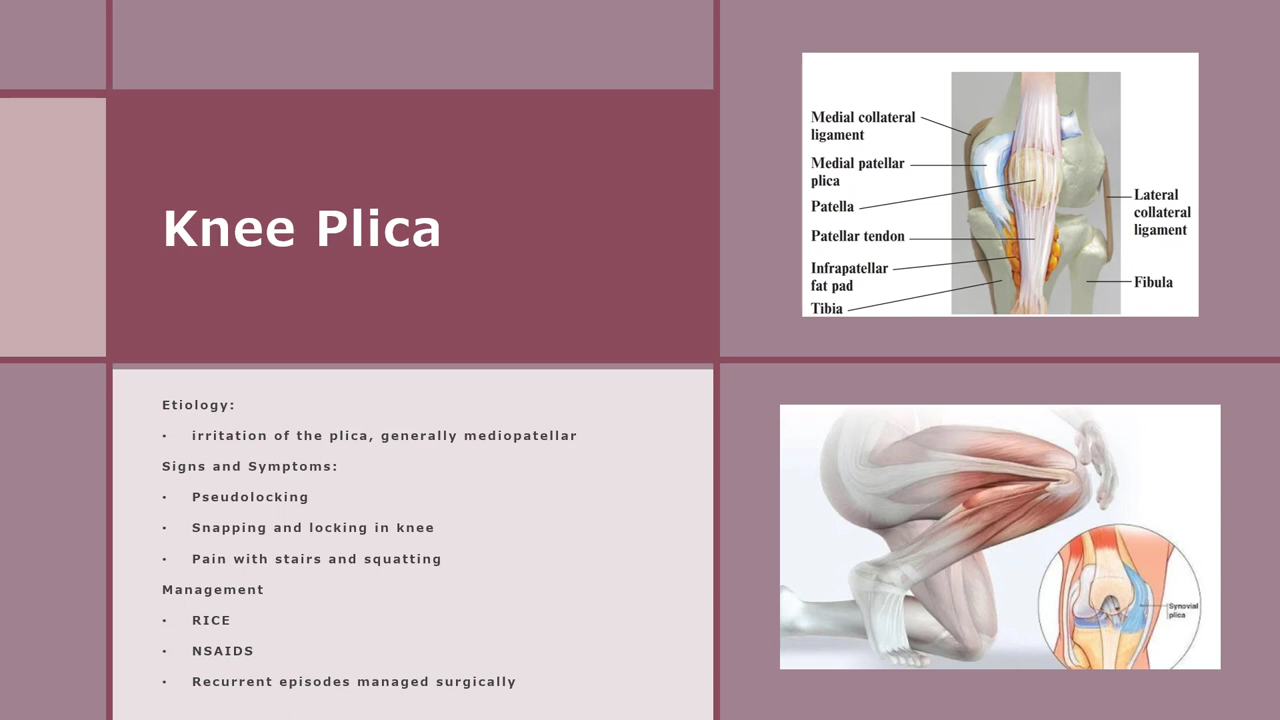 Knee Plica
Etiology:
• irritation of the plica, generally mediopatellar
Signs and Symptoms:
• Pseudolocking
• Snapping and locking in knee
• Pain with stairs and squatting
Management
• RICE
• NSAIDS
• Recurrent episodes managed surgically
Medial collateral
ligament
Medial patellar
plica
Patella
Patellar tendon
Infrapatellar
fat pad
Tibia
Lateral
collateral
ligament
Fibula
Synovial
plica